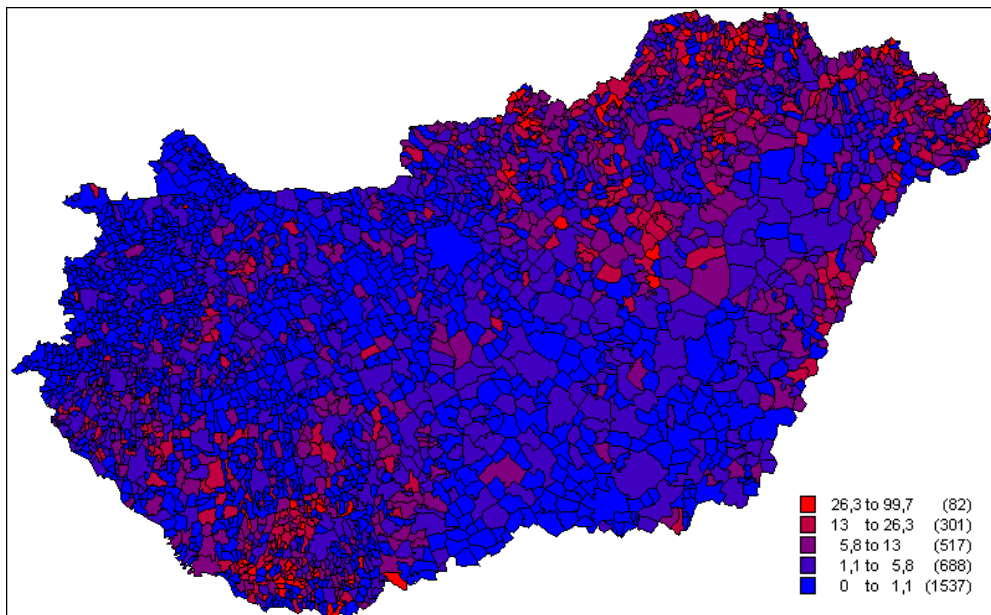 26,3 to 99,7 (82)
13 to 26,3 (301)
5,8 to 13 (517)
1,1 to 5,8 (688)
0 to 1,1 (1537)